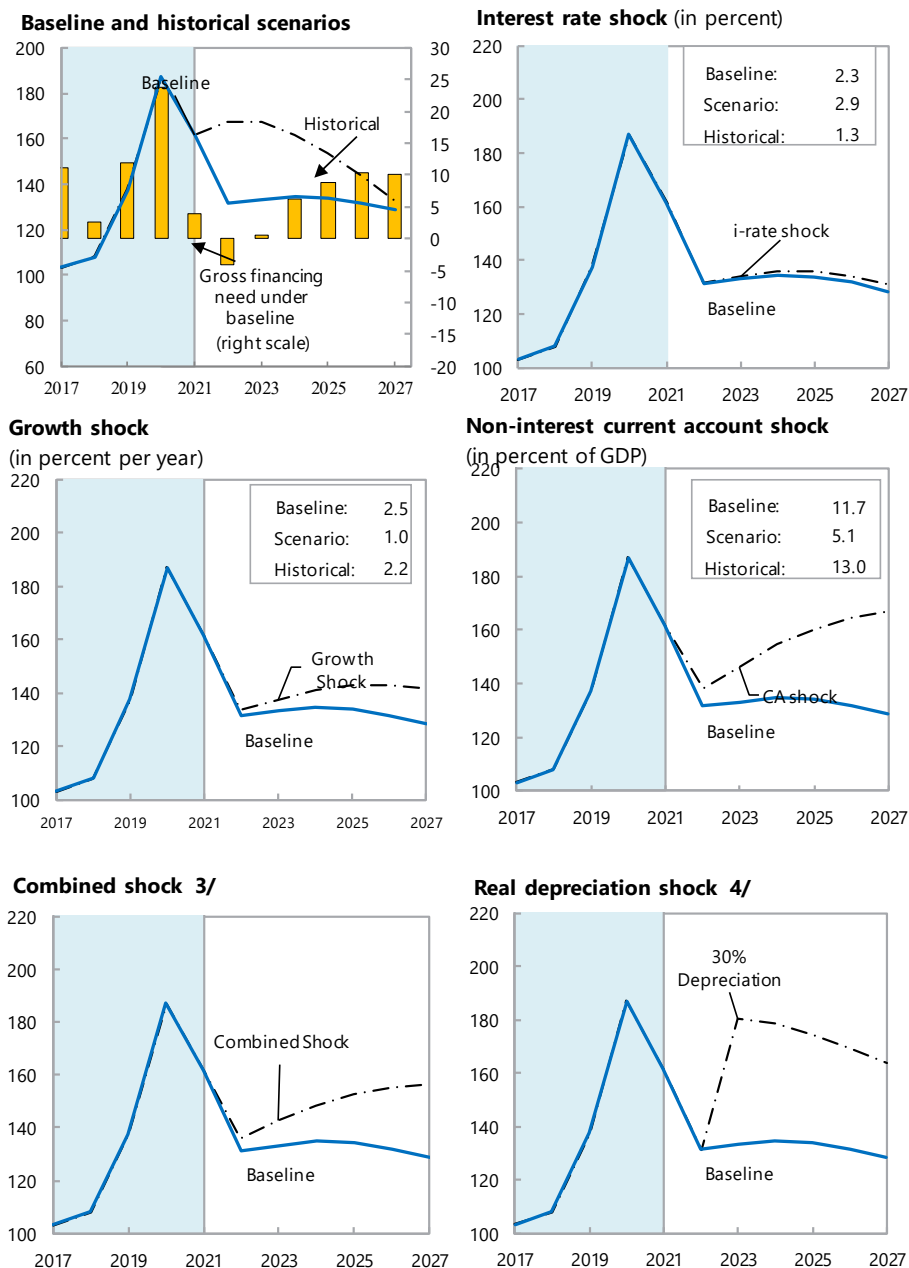 Baseline and historical scenarios
200
180
160
140
120
100
80
60
30
25
20
15
10
5
0
-5
-10
-15
-20
Baseline
Historical
Gross financing
need under
baseline
(right scale)
2017 2019 2021 2023 2025 2027
Interest rate shock (in percent)
220
200
180
160
140
120
100
Baseline: 2.3
Scenario: 2.9
Historical: 1.3
i-rate shock
Baseline
2017 2019 2021 2023 2025 2027
Growth shock
(in percent per year)
220
200
180
160
140
120
100
Baseline: 2.5
Scenario: 1.0
Historical: 2.2
Growth
Shock
Baseline
2017 2019 2021 2023 2025 2027
Non-interest current account shock
(in percent of GDP)
220
200
180
160
140
120
100
Baseline: 11.7
Scenario: 5.1
Historical: 13.0
CA shock
Baseline
2017 2019 2021 2023 2025 2027
Combined shock 3/
220
200
180
160
140
120
100
Combined Shock
Baseline
2017 2019 2021 2023 2025 2027
Real depreciation shock 4/
220
200
180
160
140
120
100
30%
Depreciation
Baseline
2017 2019 2021 2023 2025 2027